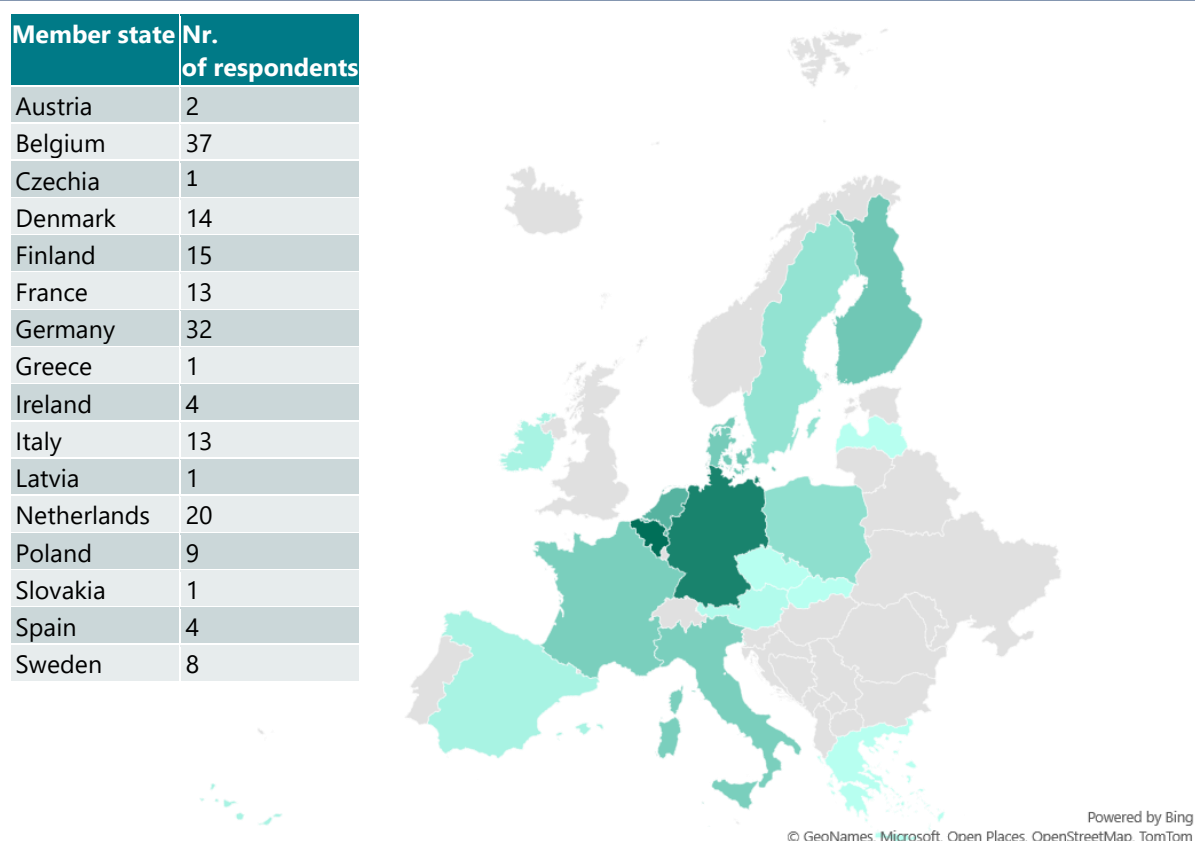 Member state Nr.
of respondents
Austria 2
Belgium 37
Czechia 1
Denmark 14
Finland 15
France 13
Germany 32
Greece 1
Ireland 4
Italy 13
Latvia 1
Netherlands 20
Poland 9
Slovakia 1
Spain 4
Sweden 8
Powered by Bing
© GeoNames, Microsoft, Open Places, OpenStreetMap, TomTom